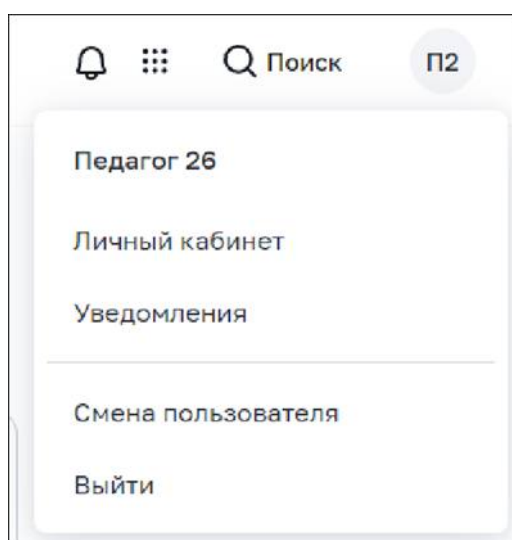 Поиск П2
Педагог 26
Личный кабинет
Уведомления
Смена пользователя
Выйти